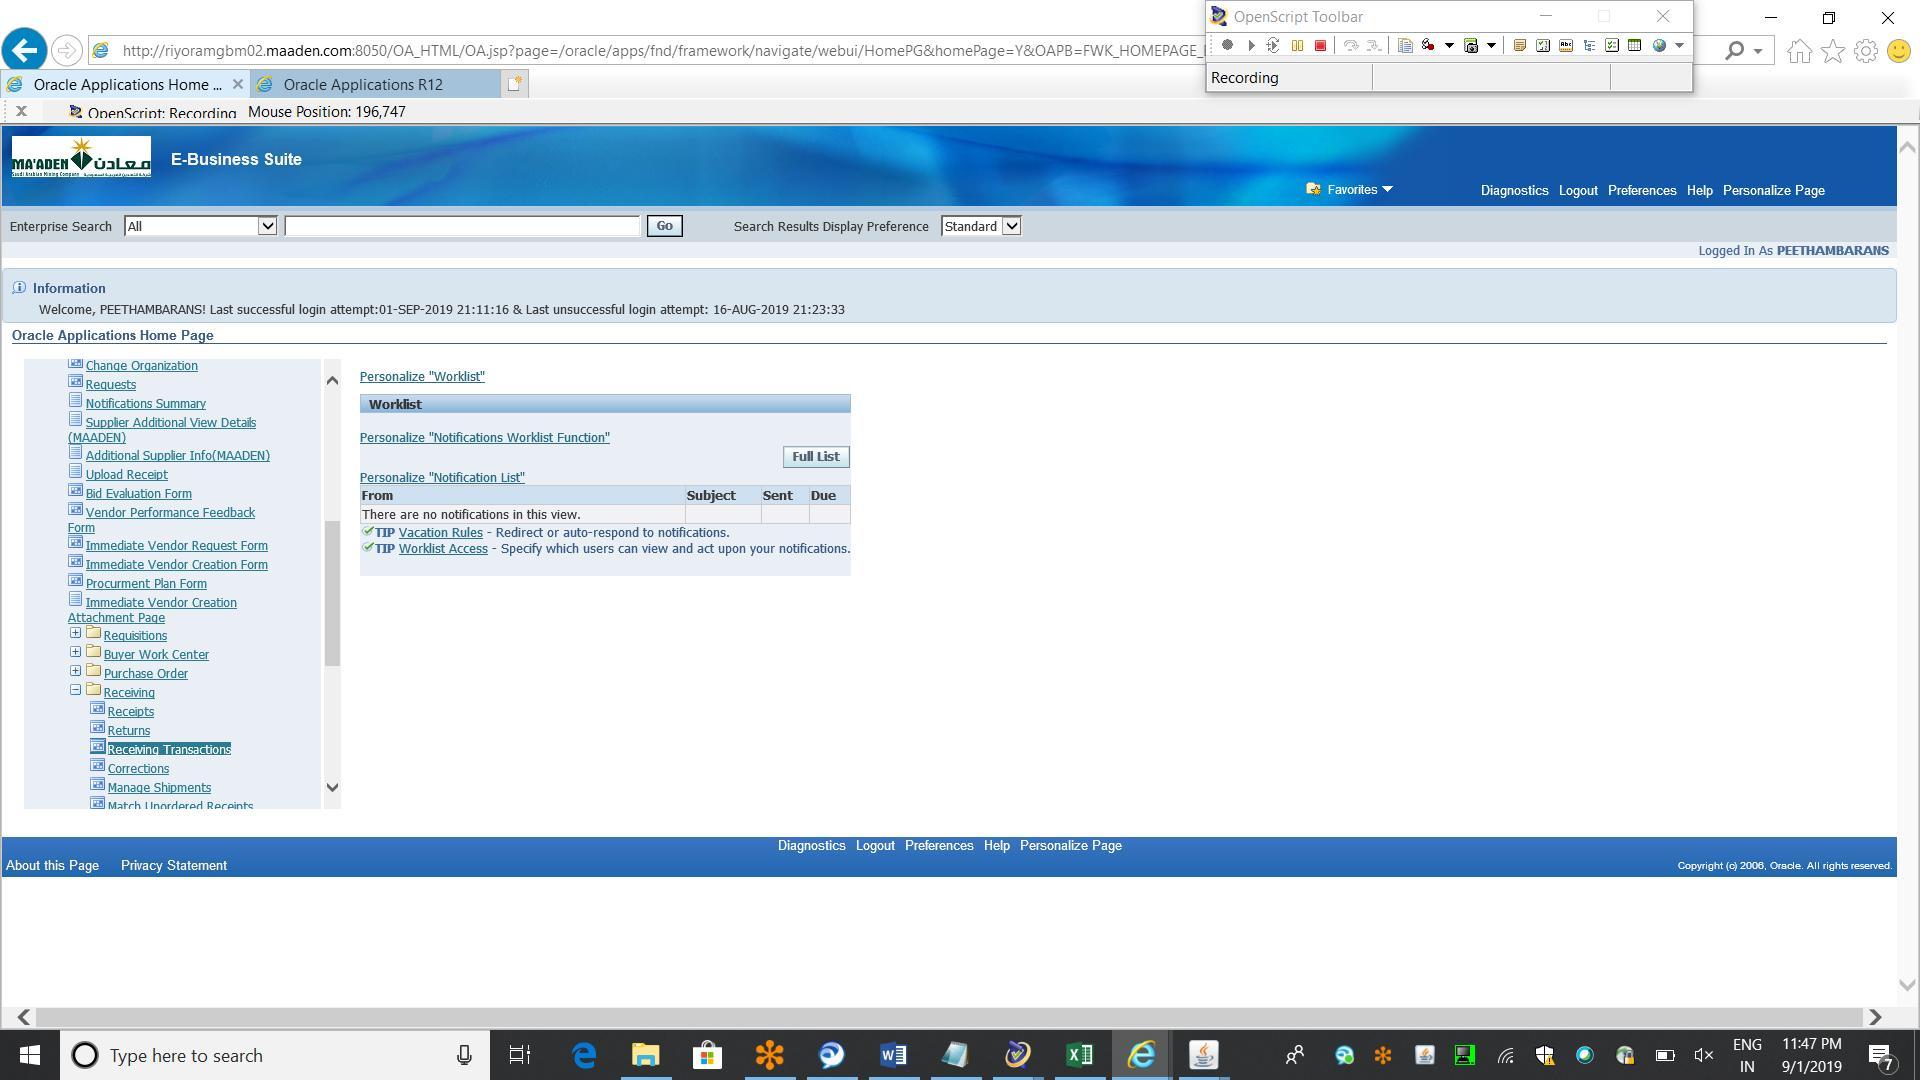 OpenScript Toolbar
http://riyoramgbm02.maaden.com:8050/OA_HTML/OA.jsp?page=/oracle/apps/fnd/framework/navigate/webui/HomePG&homePage=Y&OAPB=FWK_HOMEPAGE_
Recording
Oracle Applications Home ...
Oracle Applications R12
OpenScript: Recording Mouse Position: 196,747
MA'ADEN معادن
Saudi Arabian Mining Company
E-Business Suite
Favorites
Diagnostics Logout Preferences Help Personalize Page
Enterprise Search All Go Search Results Display Preference Standard
Logged In As PEETHAMBARANS
Information
Welcome, PEETHAMBARANS! Last successful login attempt:01-SEP-2019 21:11:16 & Last unsuccessful login attempt: 16-AUG-2019 21:23:33
Oracle Applications Home Page
Change Organization
Requests
Notifications Summary
Supplier Additional View Details
(MAADEN)
Additional Supplier Info(MAADEN)
Upload Receipt
Bid Evaluation Form
Vendor Performance Feedback
Form
Immediate Vendor Request Form
Immediate Vendor Creation Form
Procurment Plan Form
Immediate Vendor Creation
Attachment Page
Requisitions
Buyer Work Center
Purchase Order
Receiving
Receipts
Returns
Receiving Transactions
Corrections
Manage Shipments
Match Unordered Receipts
Personalize "Worklist"
Worklist
Personalize "Notifications Worklist Function"
Full List
Personalize "Notification List"
From Subject Sent Due
There are no notifications in this view.
TIP Vacation Rules - Redirect or auto-respond to notifications.
TIP Worklist Access - Specify which users can view and act upon your notifications.
Diagnostics Logout Preferences Help Personalize Page
About this Page Privacy Statement
Copyright (c) 2006, Oracle. All rights reserved.
Type here to search
ENG
IN
11:47 PM
9/1/2019
7